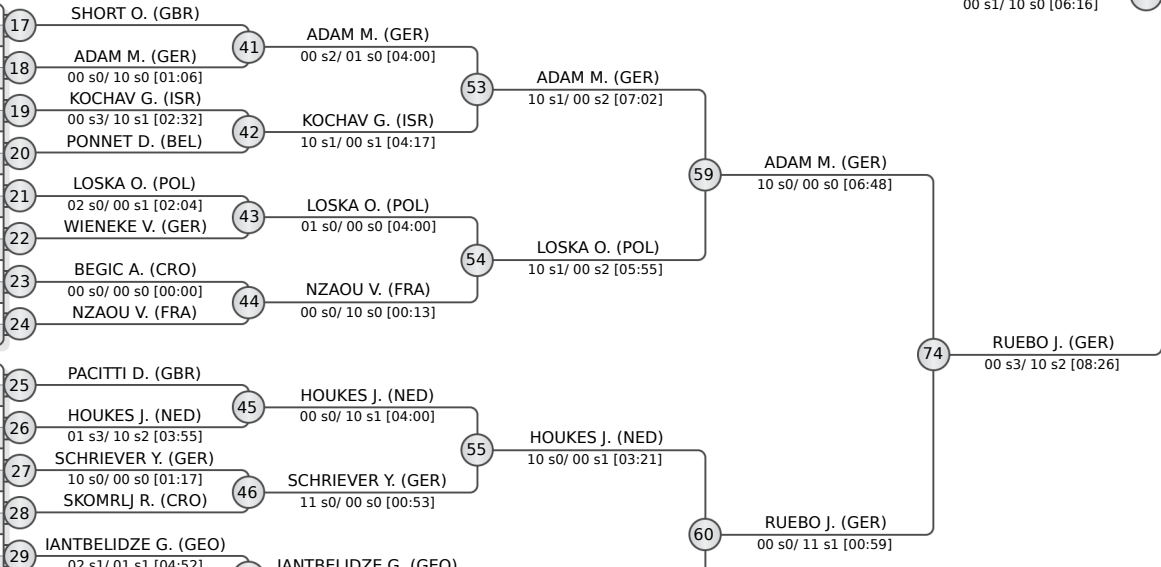 00 s1/ 10 s0 [06:16]
17
SHORT O. (GBR)
41
ADAM M. (GER)
00 s2/ 01 s0 [04:00]
18
ADAM M. (GER)
00 s0/ 10 s0 [01:06]
53
ADAM M. (GER)
10 s1/ 00 s2 [07:02]
19
KOCHAV G. (ISR)
00 s3/ 10 s1 [02:32]
42
KOCHAV G. (ISR)
10 s1/ 00 s1 [04:17]
20
PONNET D. (BEL)
59
ADAM M. (GER)
10 s0/ 00 s0 [06:48]
21
LOSKA O. (POL)
02 s0/ 00 s1 [02:04]
43
LOSKA O. (POL)
01 s0/ 00 s0 [04:00]
22
WIENEKE V. (GER)
54
LOSKA O. (POL)
10 s1/ 00 s2 [05:55]
23
BEGIC A. (CRO)
00 s0/ 00 s0 [00:00]
44
NZAOU V. (FRA)
00 s0/ 10 s0 [00:13]
24
NZAOU V. (FRA)
74
RUEBO J. (GER)
00 s3/ 10 s2 [08:26]
25
PACITTI D. (GBR)
45
HOUKES J. (NED)
00 s0/ 10 s1 [04:00]
26
HOUKES J. (NED)
01 s3/ 10 s2 [03:55]
55
HOUKES J. (NED)
10 s0/ 00 s1 [03:21]
27
SCHRIEVER Y. (GER)
10 s0/ 00 s0 [01:17]
46
SCHRIEVER Y. (GER)
11 s0/ 00 s0 [00:53]
28
SKOMRLJ R. (CRO)
60
RUEBO J. (GER)
00 s0/ 11 s1 [00:59]
29
IANTBELIDZE G. (GEO)
02 s1/ 01 s1 [04:52]
IANTBELIDZE G. (GEO)